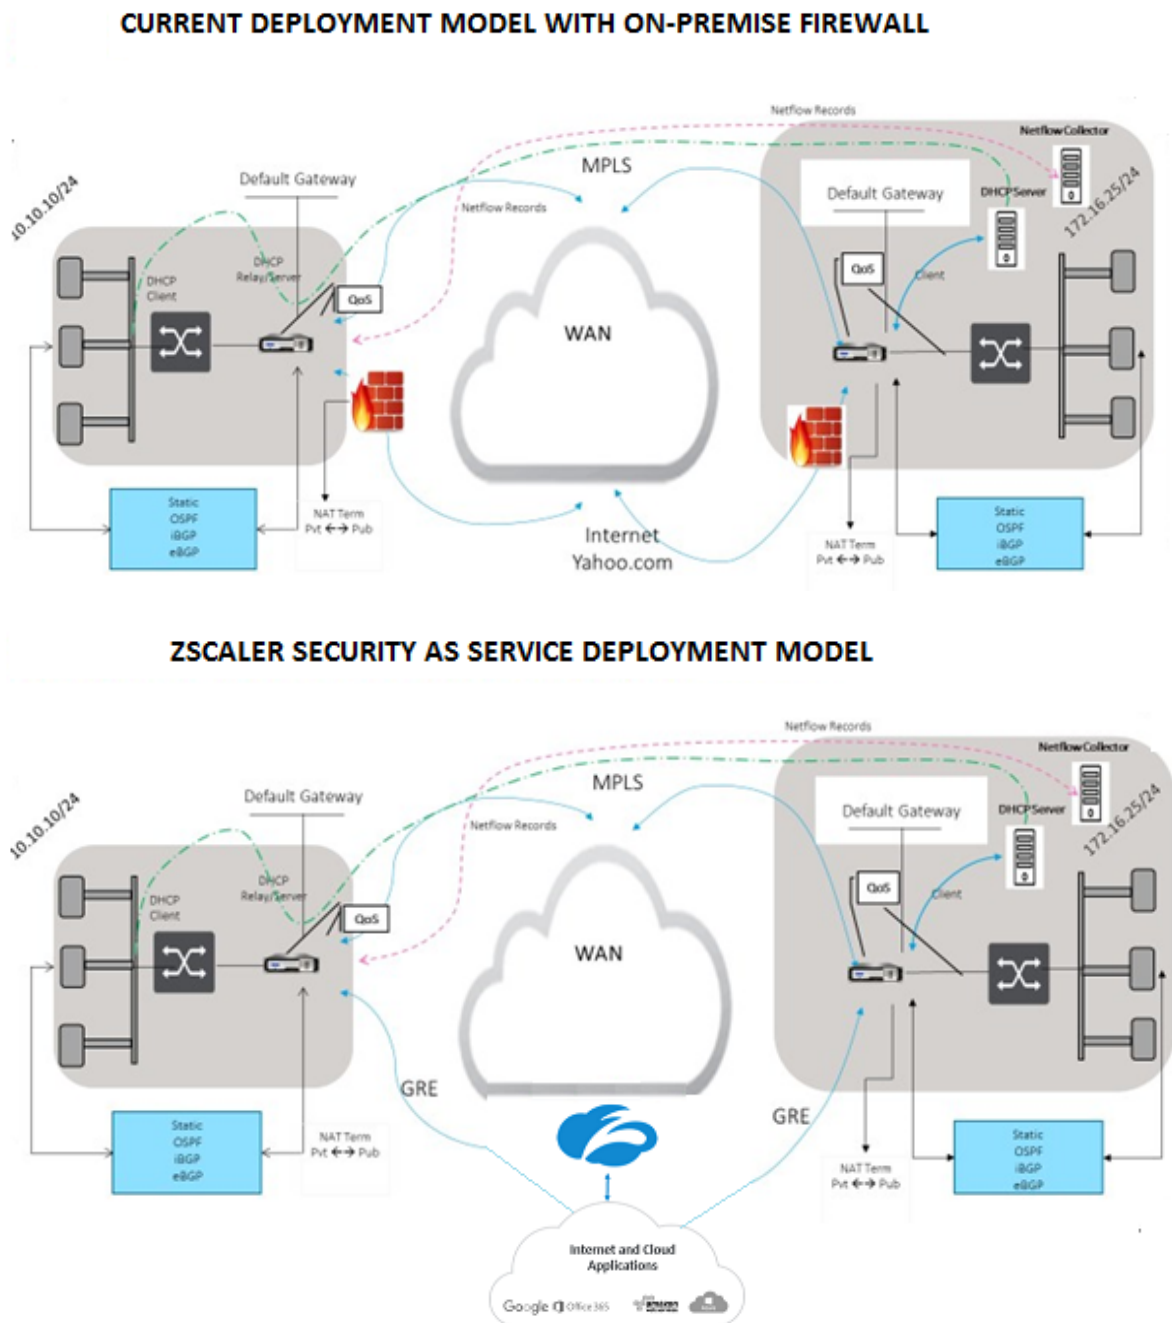 CURRENT DEPLOYMENT MODEL WITH ON-PREMISE FIREWALL
Netflow Records
Netflow Collector
MPLS
Default Gateway
Default Gateway
DHCP Server
10.10.10/24
172.16.25/24
Netflow Records
DHCP
Relay/Server
DHCP
Client
QoS
QoS
Client
WAN
Static
OSPF
iBGP
eBGP
NAT Term
Pvt ←→ Pub
Internet
Yahoo.com
NAT Term
Pvt ←→ Pub
Static
OSPF
iBGP
eBGP
ZSCALER SECURITY AS SERVICE DEPLOYMENT MODEL
Netflow Records
Netflow Collector
MPLS
Default Gateway
Default Gateway
DHCP Server
10.10.10/24
172.16.25/24
Netflow Records
DHCP
Relay/Server
DHCP
Client
QoS
QoS
Client
WAN
GRE
GRE
Static
OSPF
iBGP
eBGP
NAT Term
Pvt ←→ Pub
NAT Term
Pvt ←→ Pub
Static
OSPF
iBGP
eBGP
Internet and Cloud
Applications
Google Office 365 amazon